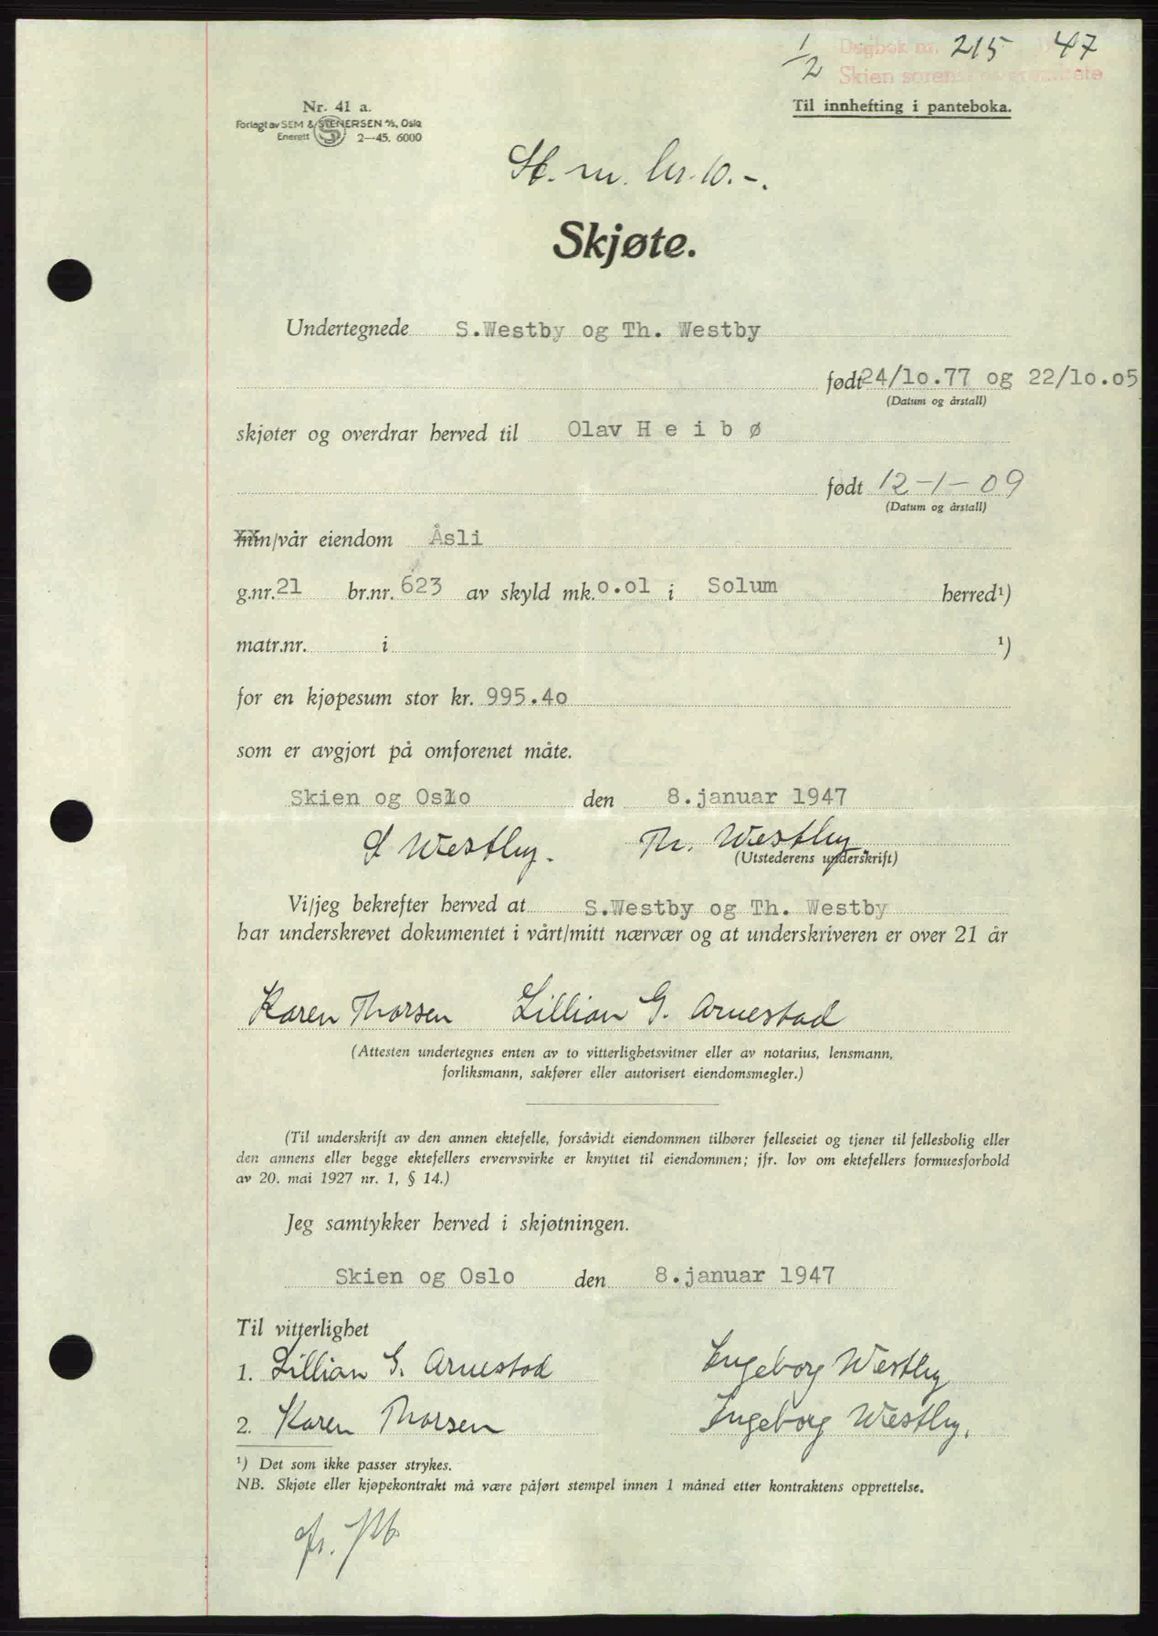 1/2 Dagbok nr. 215 47
Skien sorenskriverembete
Til innhefting i panteboka.
Nr. 41 a.
Forlagt av SEM & STENERSEN A/S, Oslo
Enerett S 2—45. 6000
St. m. kr. 10.-.
Skjøte.
Undertegnede S.Westby og Th. Westby
født 24/10.77 og 22/10.05
(Datum og årstall)
skjøter og overdrar herved til Olav H e i b ø
født 12-1-09
(Datum og årstall)
min/vår eiendom Åsli
g.nr. 21 br.nr. 623 av skyld mk. 0.01 i Solum herred¹)
matr.nr. i ¹)
for en kjøpesum stor kr. 995.40
som er avgjort på omforenet måte.
Skien og Oslo den 8.januar 1947
S Westby. Th. Westby
(Utstederens underskrift)
Vi/jeg bekrefter herved at S.Westby og Th. Westby
har underskrevet dokumentet i vårt/mitt nærvær og at underskriveren er over 21 år
Karen Thorsen Lillian G. Arnestad
(Attesten undertegnes enten av to vitterlighetsvitner eller av notarius, lensmann,
forliksmann, sakfører eller autorisert eiendomsmegler.)
(Til underskrift av den annen ektefelle, forsåvidt eiendommen tilhører felleseiet og tjener til fellesbolig eller
den annens eller begge ektefellers ervervsvirke er knyttet til eiendommen; jfr. lov om ektefellers formuesforhold
av 20. mai 1927 nr. 1, § 14.)
Jeg samtykker herved i skjøtningen.
Skien og Oslo den 8.januar 1947
Til vitterlighet
1. Lillian G. Arnestad Ingeborg Westby
2. Karen Thorsen Ingeborg Westby.
¹) Det som ikke passer strykes.
NB. Skjøte eller kjøpekontrakt må være påført stempel innen 1 måned etter kontraktens opprettelse.